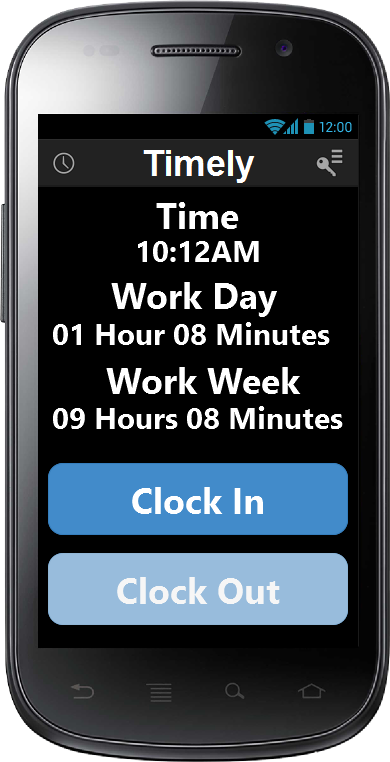 12:00
Timely
Time
10:12AM
Work Day
01 Hour 08 Minutes
Work Week
09 Hours 08 Minutes
Clock In
Clock Out